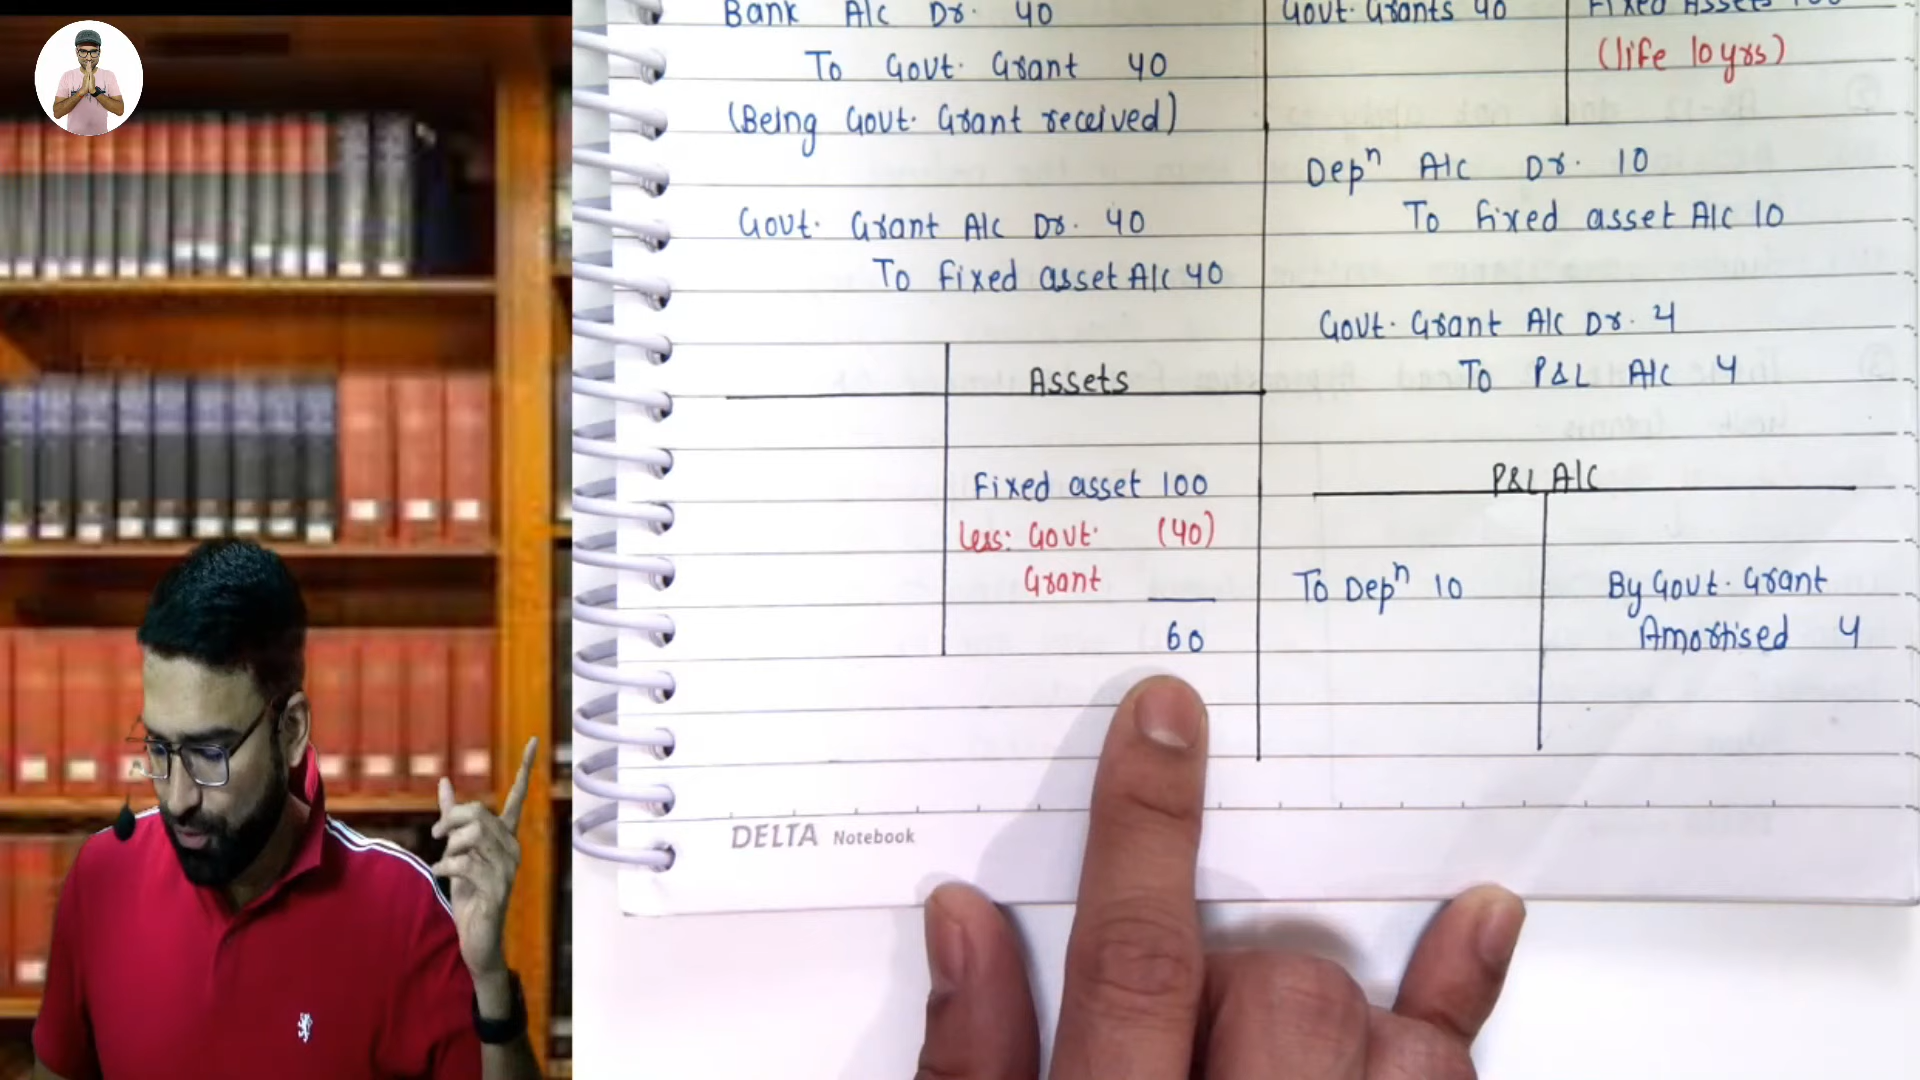 Bank A/c Dr. 40
To Govt. Grant 40
(Being Govt. Grant received)
Govt. Grant A/c Dr. 40
To Fixed asset A/c 40
Assets
Fixed asset 100
Less: Govt. (40)
Grant
60
Govt. Grants 40
Fixed Assets 100
(life 10 yrs)
Depn A/c Dr. 10
To Fixed asset A/c 10
Govt. Grant A/c Dr. 4
To P&L A/c 4
P&L A/c
To Depn 10
By Govt. Grant
Amortised 4
DELTA Notebook